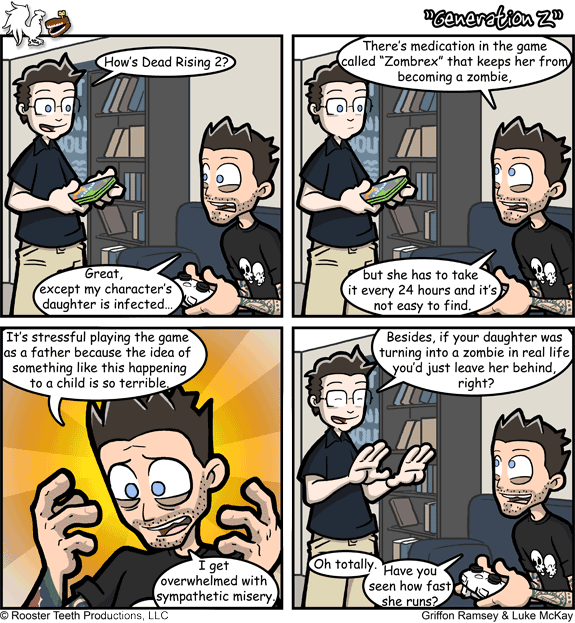 "Generation Z"
How's Dead Rising 2?
Great,
except my character's
daughter is infected...
There's medication in the game
called "Zombrex" that keeps her from
becoming a zombie,
but she has to take
it every 24 hours and it's
not easy to find.
It's stressful playing the game
as a father because the idea of
something like this happening
to a child is so terrible.
I get
overwhelmed with
sympathetic misery.
Besides, if your daughter was
turning into a zombie in real life
you'd just leave her behind,
right?
Oh totally.
Have you
seen how fast
she runs?
© Rooster Teeth Productions, LLC
Griffon Ramsey & Luke McKay